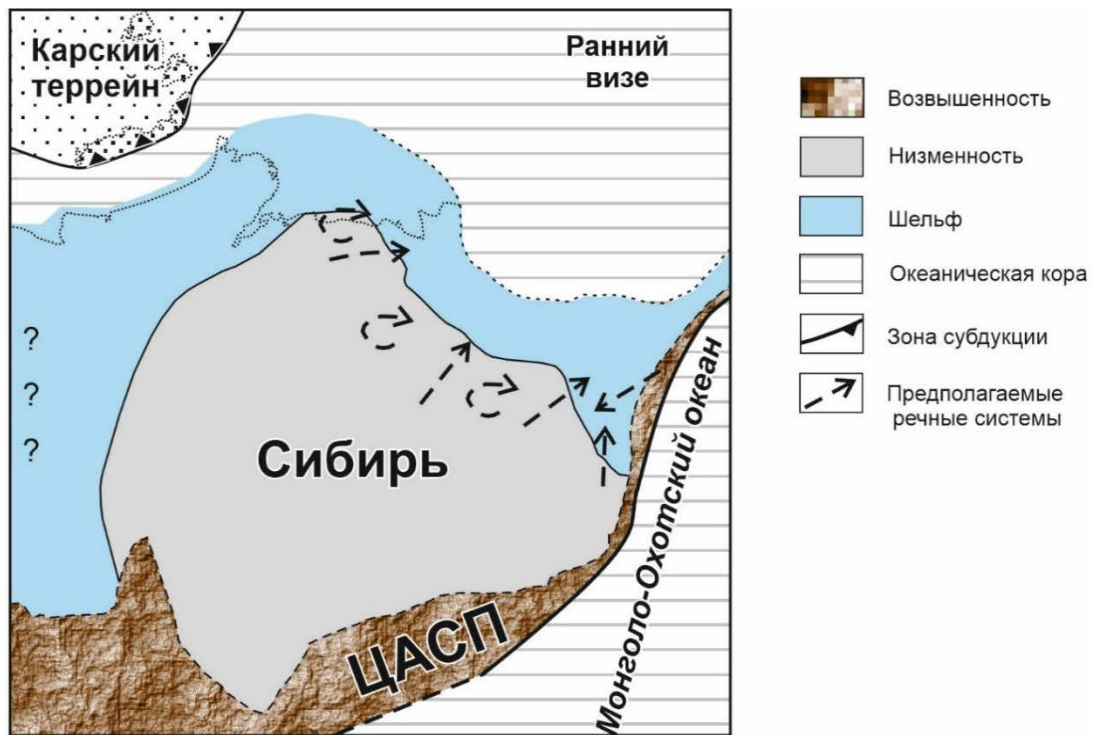 Карский
террейн
Ранний
визе
?
?
?
Сибирь
ЦАСП
Монголо-Охотский океан
Возвышенность
Низменность
Шельф
Океаническая кора
Зона субдукции
Предполагаемые
речные системы